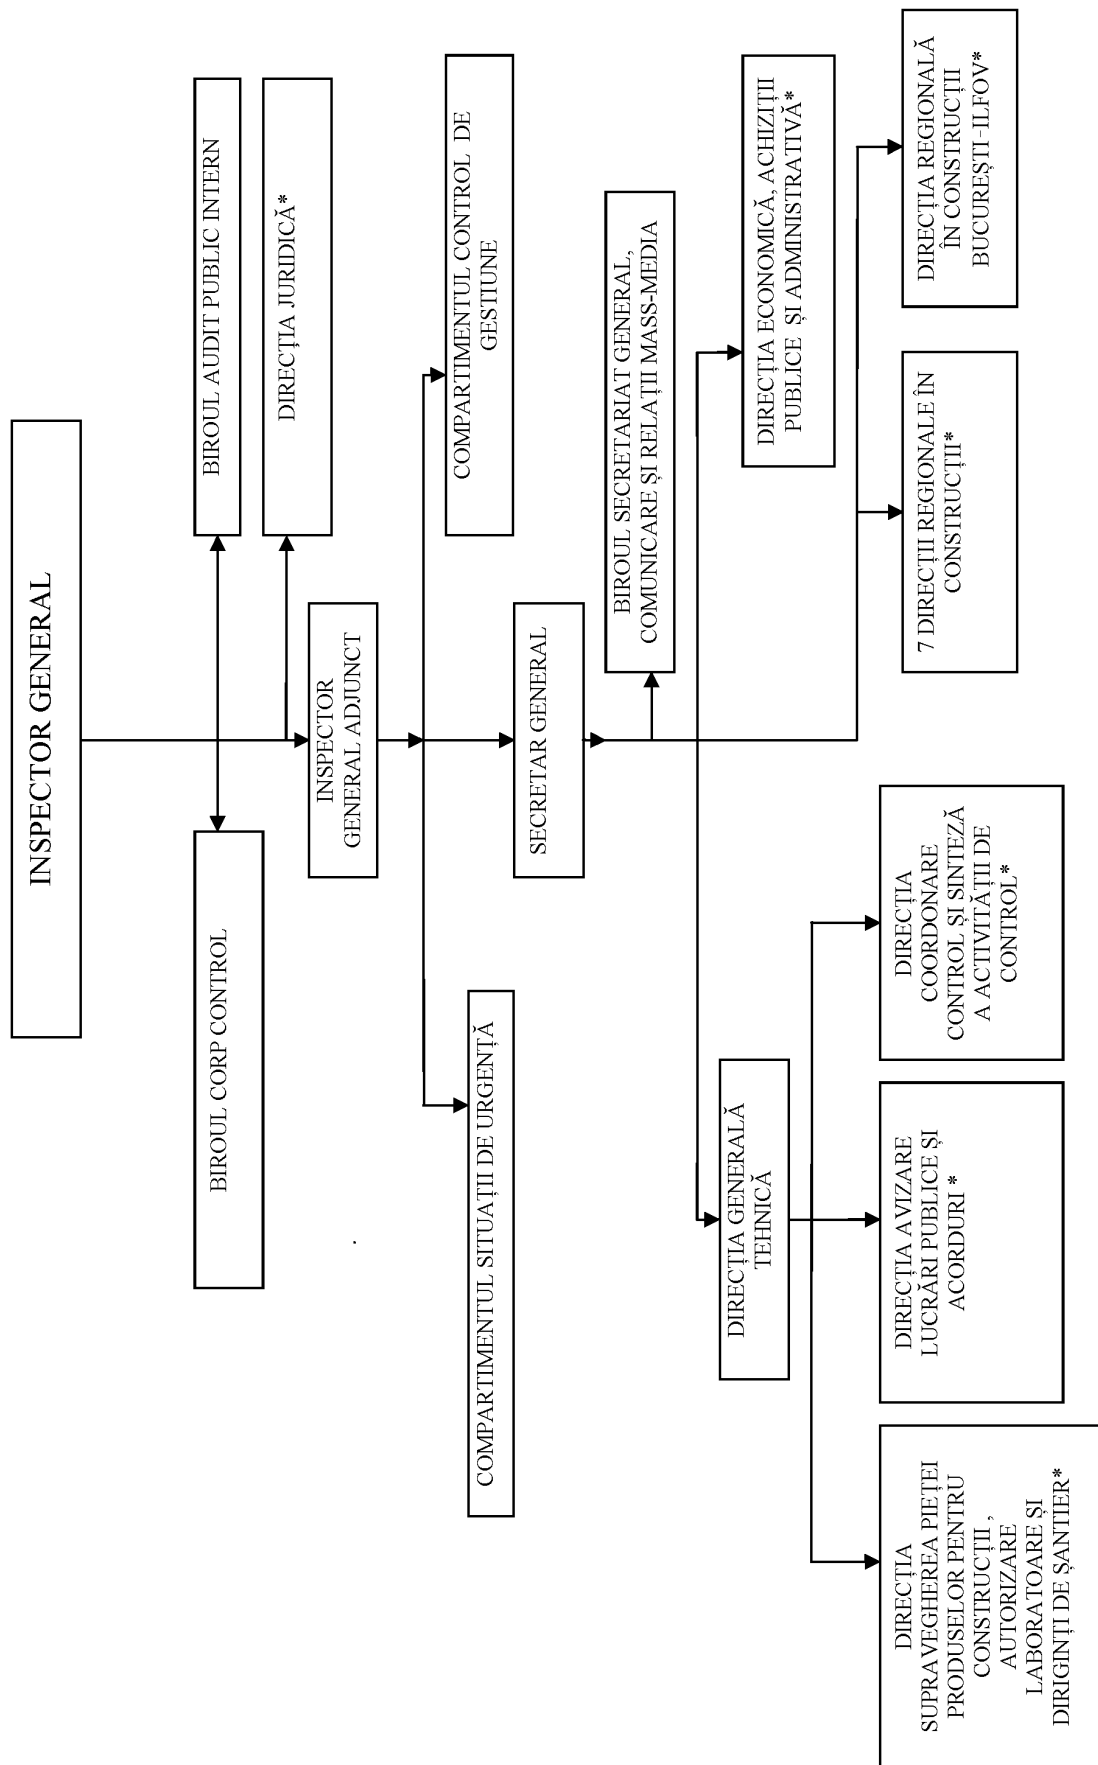 INSPECTOR GENERAL
BIROUL CORP CONTROL
BIROUL AUDIT PUBLIC INTERN
DIRECȚIA JURIDICĂ*
INSPECTOR
GENERAL ADJUNCT
COMPARTIMENTUL SITUAȚII DE URGENȚĂ
COMPARTIMENTUL CONTROL DE
GESTIUNE
SECRETAR GENERAL
BIROUL SECRETARIAT GENERAL,
COMUNICARE ȘI RELAȚII MASS-MEDIA
DIRECȚIA GENERALĂ
TEHNICĂ
DIRECȚIA ECONOMICĂ, ACHIZIȚII
PUBLICE ȘI ADMINISTRATIVĂ*
DIRECȚIA
SUPRAVEGHEREA PIEȚEI
PRODUSELOR PENTRU
CONSTRUCȚII ,
AUTORIZARE
LABORATOARE ȘI
DIRIGINȚI DE ȘANTIER*
DIRECȚIA AVIZARE
LUCRĂRI PUBLICE ȘI
ACORDURI *
DIRECȚIA
COORDONARE
CONTROL ȘI SINTEZĂ
A ACTIVITĂȚII DE
CONTROL*
7 DIRECȚII REGIONALE ÎN
CONSTRUCȚII*
DIRECȚIA REGIONALĂ
ÎN CONSTRUCȚII
BUCUREȘTI-ILFOV*